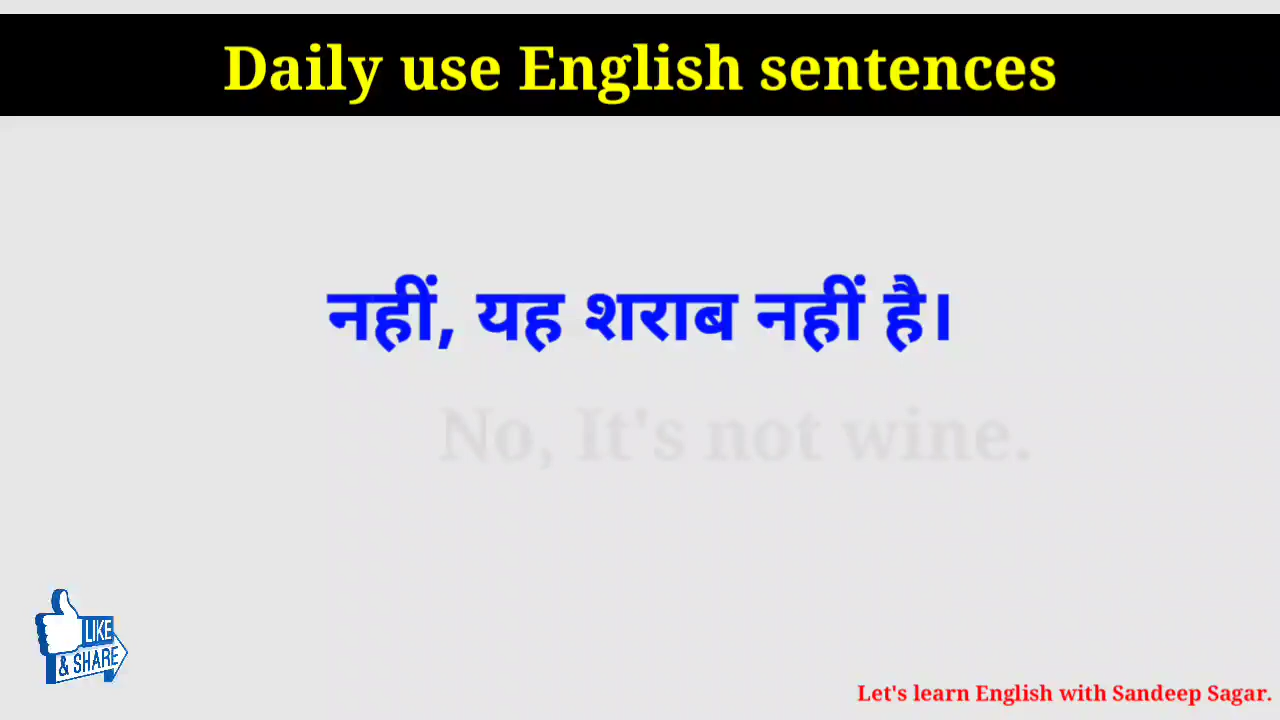 Daily use English sentences
नहीं, यह शराब नहीं है।
No, It's not wine.
LIKE
& SHARE
Let's learn English with Sandeep Sagar.